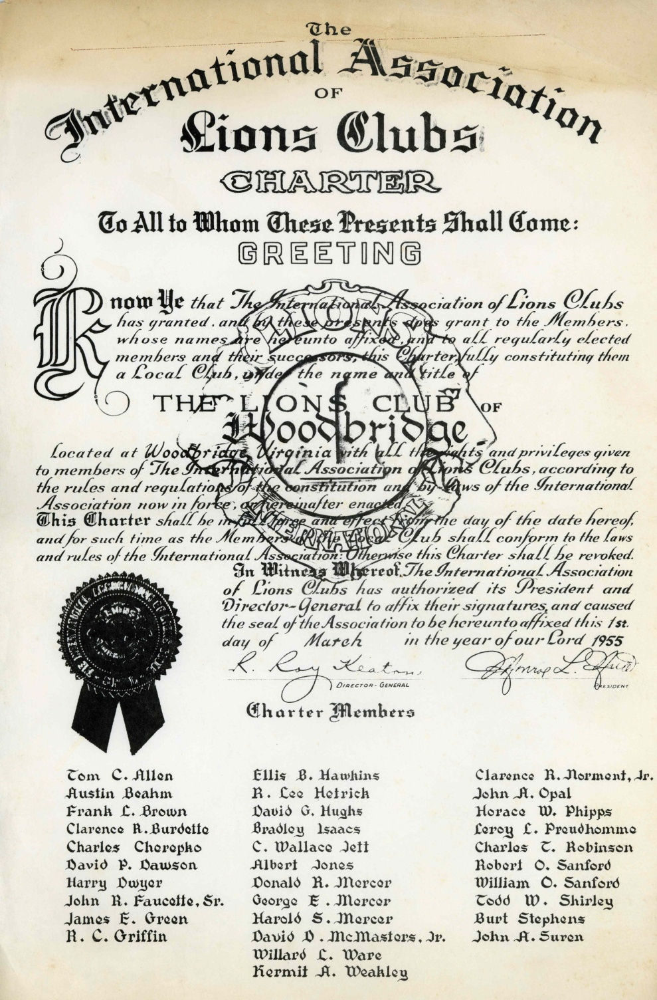 The
International Association
OF
Lions Clubs
CHARTER
To All to Whom These Presents Shall Come:
GREETING
Know Ye that The International Association of Lions Clubs
has granted, and by these presents does grant to the Members,
whose names are hereunto affixed, and to all regularly elected
members and their successors, this Charter, fully constituting them
a Local Club, under the name and title of
THE LIONS CLUB OF
Woodbridge
Located at Woodbridge, Virginia with all the rights and privileges given
to members of The International Association of Lions Clubs, according to
the rules and regulations of the constitution and by-laws of the International
Association now in force, or hereinafter enacted.
This Charter shall be in full force and effect from the day of the date hereof,
and for such time as the Members of the Local Club shall conform to the laws
and rules of the International Association: Otherwise this Charter shall be revoked.
In Witness Whereof, The International Association
of Lions Clubs has authorized its President and
Director-General to affix their signatures, and caused
the seal of the Association to be hereunto affixed this 1st.
day of March in the year of our Lord 1955
R. Roy Keaton
DIRECTOR-GENERAL
PRESIDENT
LIONS
L
INTERNATIONAL
Charter Members
Tom C. Allen
Austin Beahm
Frank L. Brown
Clarence R. Burdette
Charles Cherepko
David P. Dawson
Harry Dwyer
John R. Faucette, Sr.
James E. Green
R. C. Griffin
Ellis B. Hawkins
R. Lee Hetrick
David G. Hughs
Bradley Isaacs
C. Wallace Jett
Albert Jones
Donald R. Mercer
George E. Mercer
Harold S. Mercer
David D. McMasters, Jr.
Willard L. Ware
Kermit A. Weakley
Clarence R. Norment, Jr.
John A. Opal
Horace W. Phipps
Leroy L. Preudhomme
Charles T. Robinson
Robert O. Sanford
William O. Sanford
Todd W. Shirley
Burt Stephens
John A. Suren